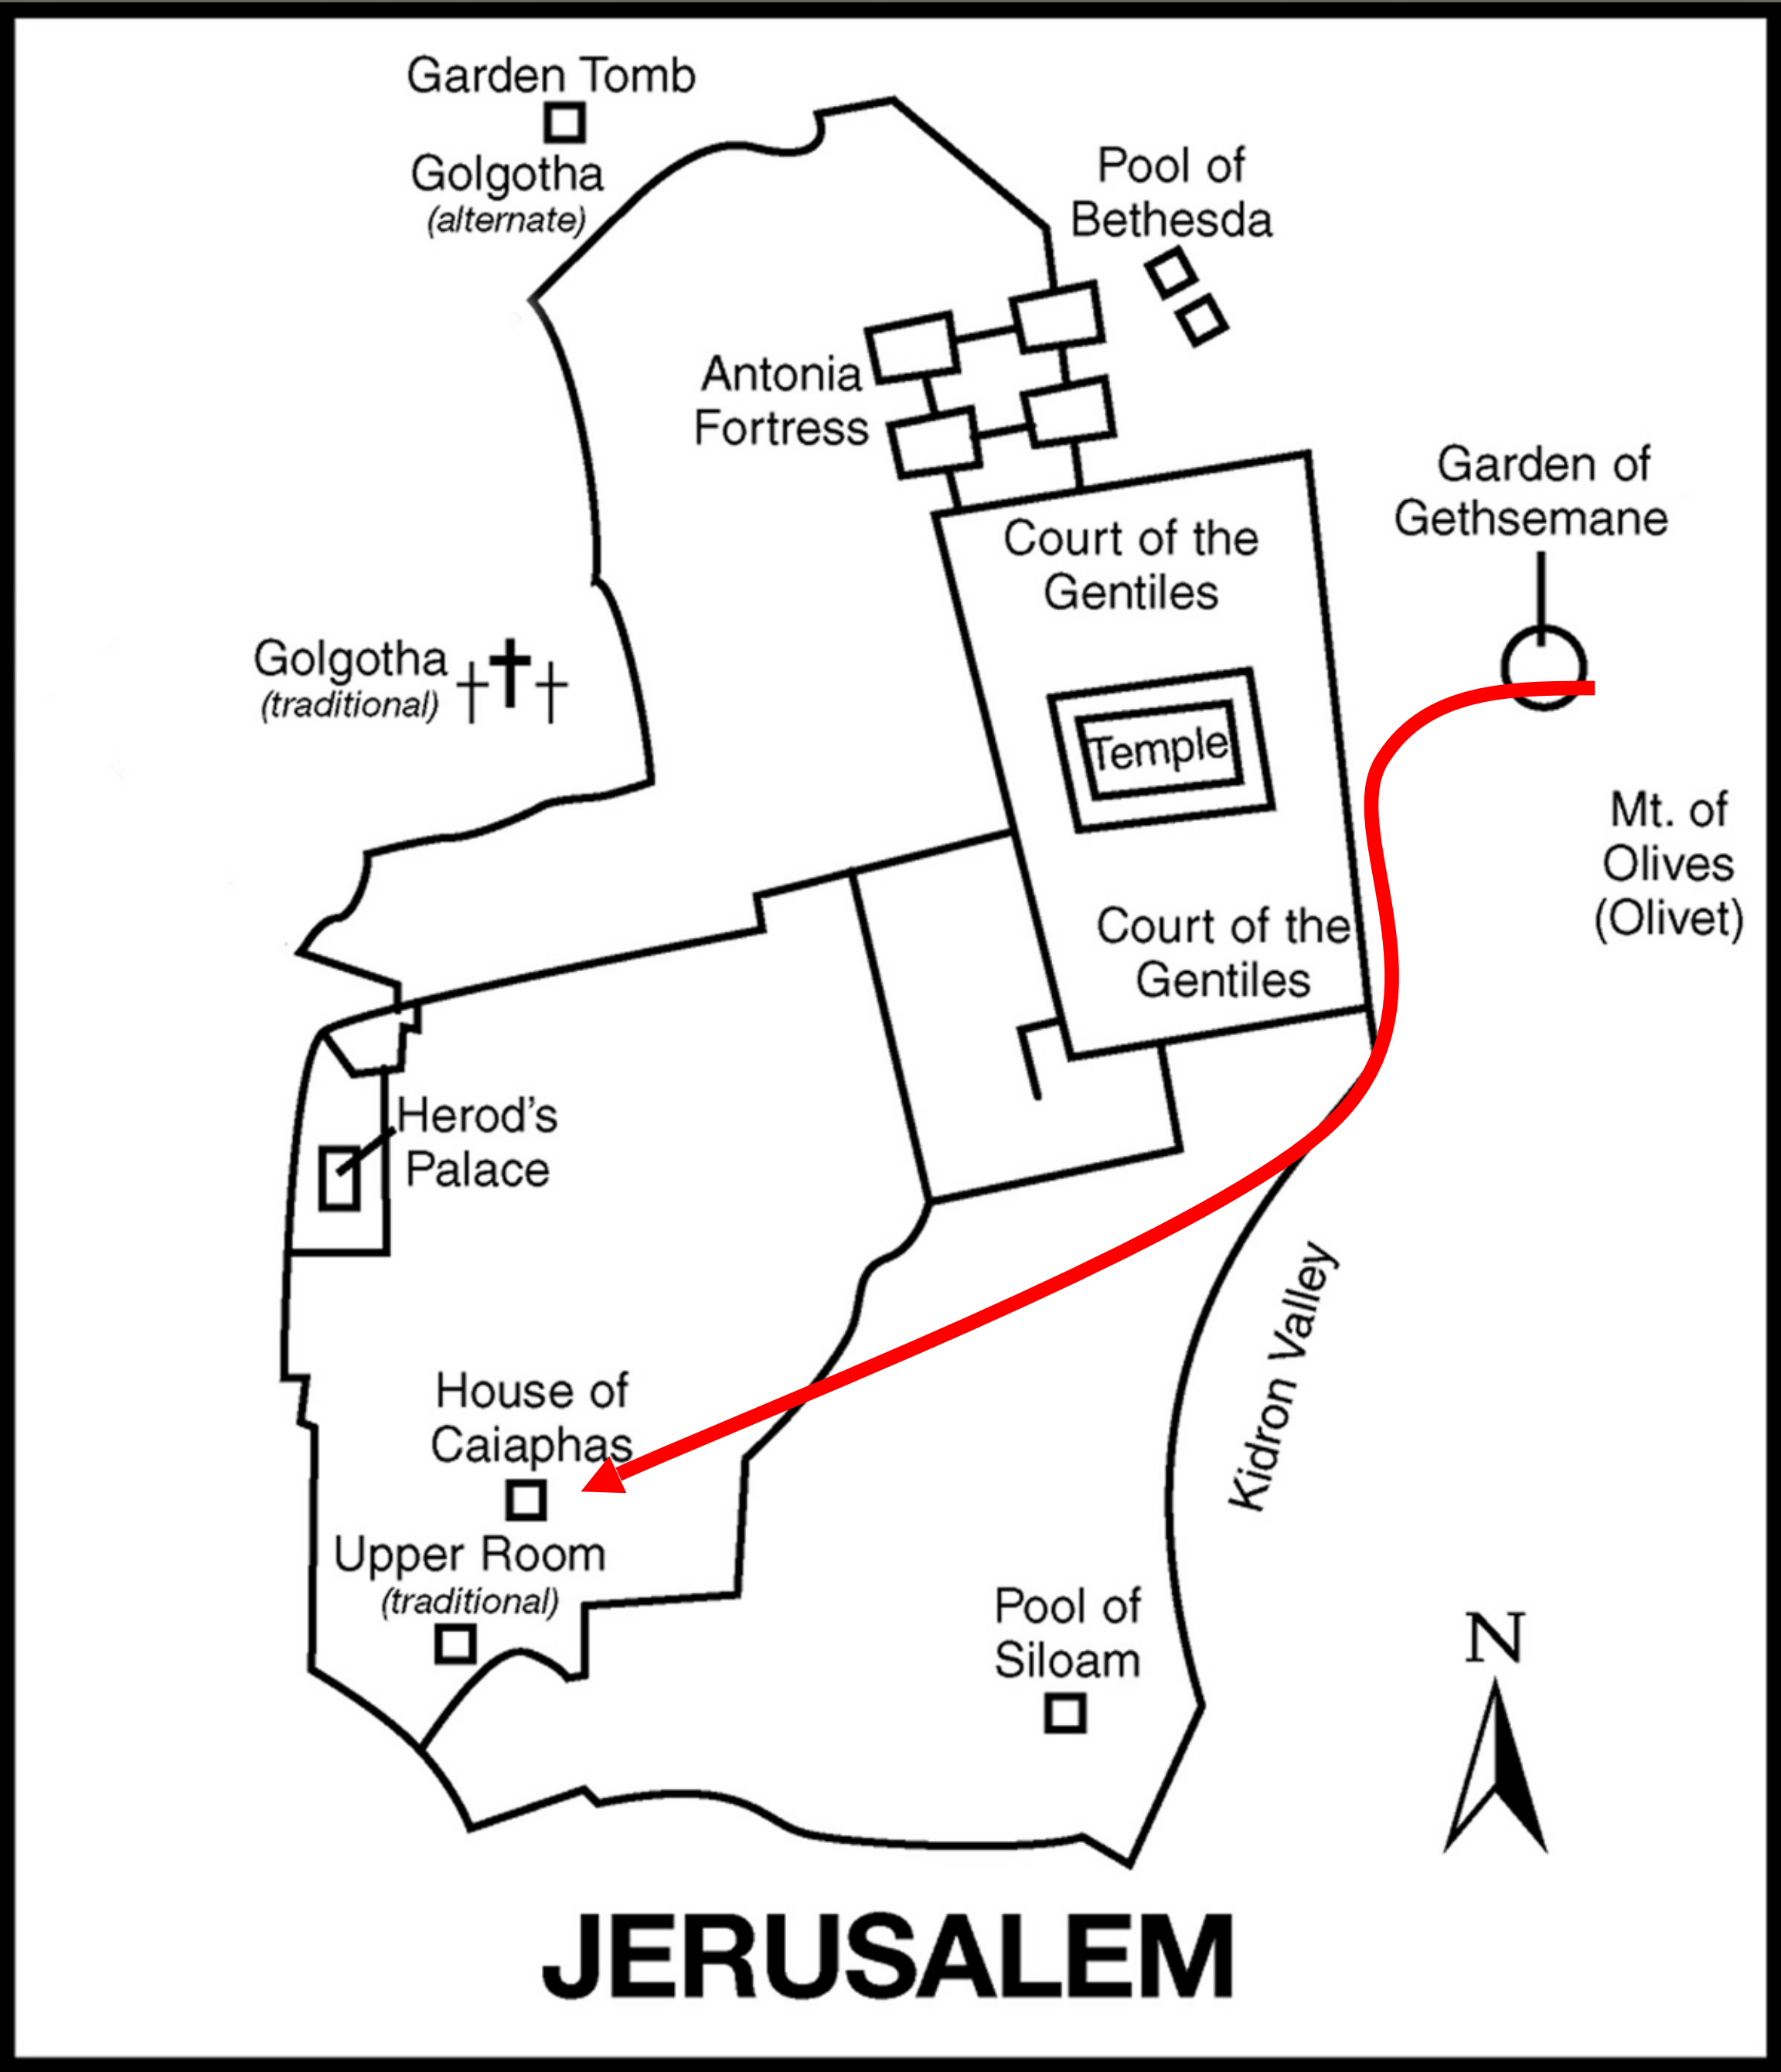 Garden Tomb
Golgotha
(alternate)
Pool of
Bethesda
Antonia
Fortress
Garden of
Gethsemane
Court of the
Gentiles
Golgotha
(traditional)
Temple
Mt. of
Olives
(Olivet)
Court of the
Gentiles
Herod's
Palace
House of
Caiaphas
Kidron Valley
Upper Room
(traditional)
Pool of
Siloam
N
JERUSALEM